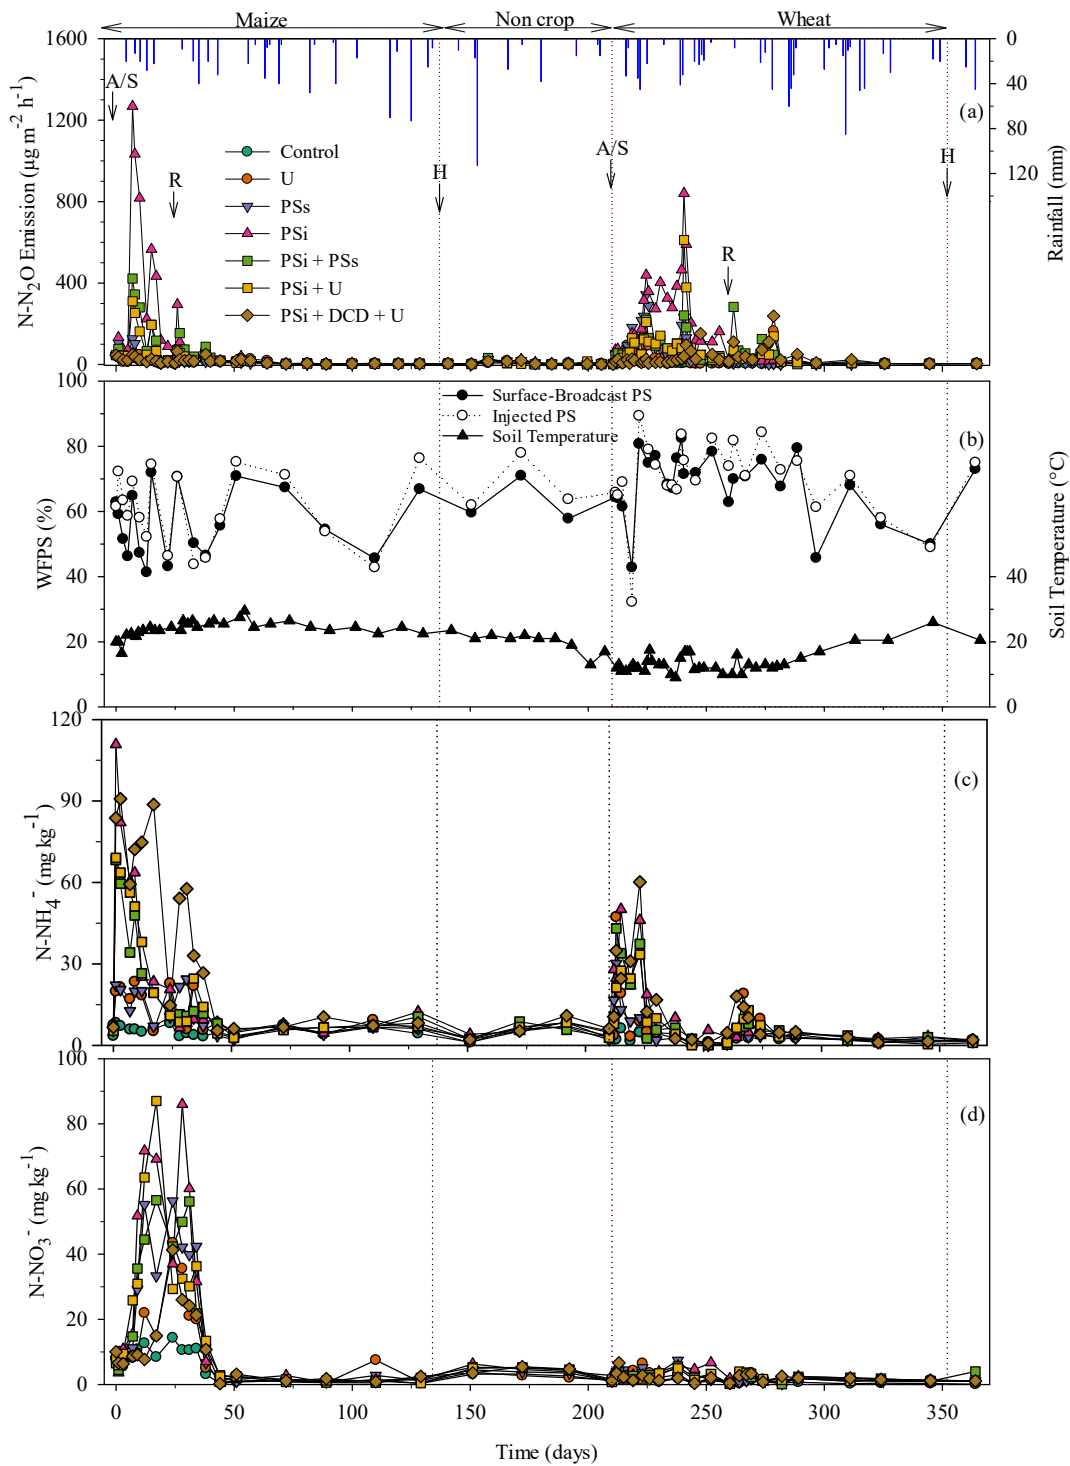 Maize Non crop Wheat
1600 0
1200 40
800 80
400 120
0
N-N2O Emission (µg m-2 h-1)
Rainfall (mm)
(a)
A/S
R
H
A/S
R
H
Control
U
PSs
PSi
PSi + PSs
PSi + U
PSi + DCD + U
100
80
60
40 40
20 20
0 0
WFPS (%)
Soil Temperature (°C)
(b)
Surface-Broadcast PS
Injected PS
Soil Temperature
120
90
60
30
0
N-NH4- (mg kg-1)
(c)
100
80
60
40
20
0
N-NO3- (mg kg-1)
(d)
0 50 100 150 200 250 300 350
Time (days)